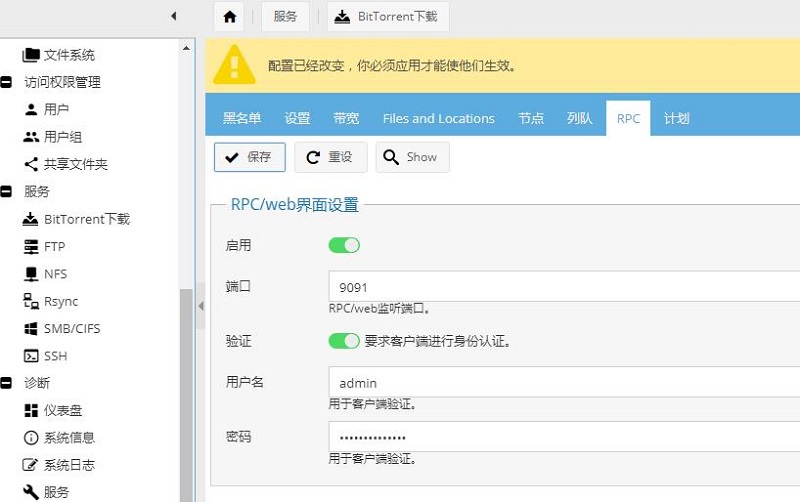 服务
BitTorrent下载
文件系统
访问权限管理
用户
用户组
共享文件夹
服务
BitTorrent下载
FTP
NFS
Rsync
SMB/CIFS
SSH
诊断
仪表盘
系统信息
系统日志
服务
配置已经改变，你必须应用才能使他们生效。
黑名单 设置 带宽 Files and Locations 节点 列队 RPC 计划
保存 重设 Show
RPC/web界面设置
启用
端口 9091
RPC/web监听端口。
验证 要求客户端进行身份认证。
用户名 admin
用于客户端验证。
密码 ••••••••••••••
用于客户端验证。